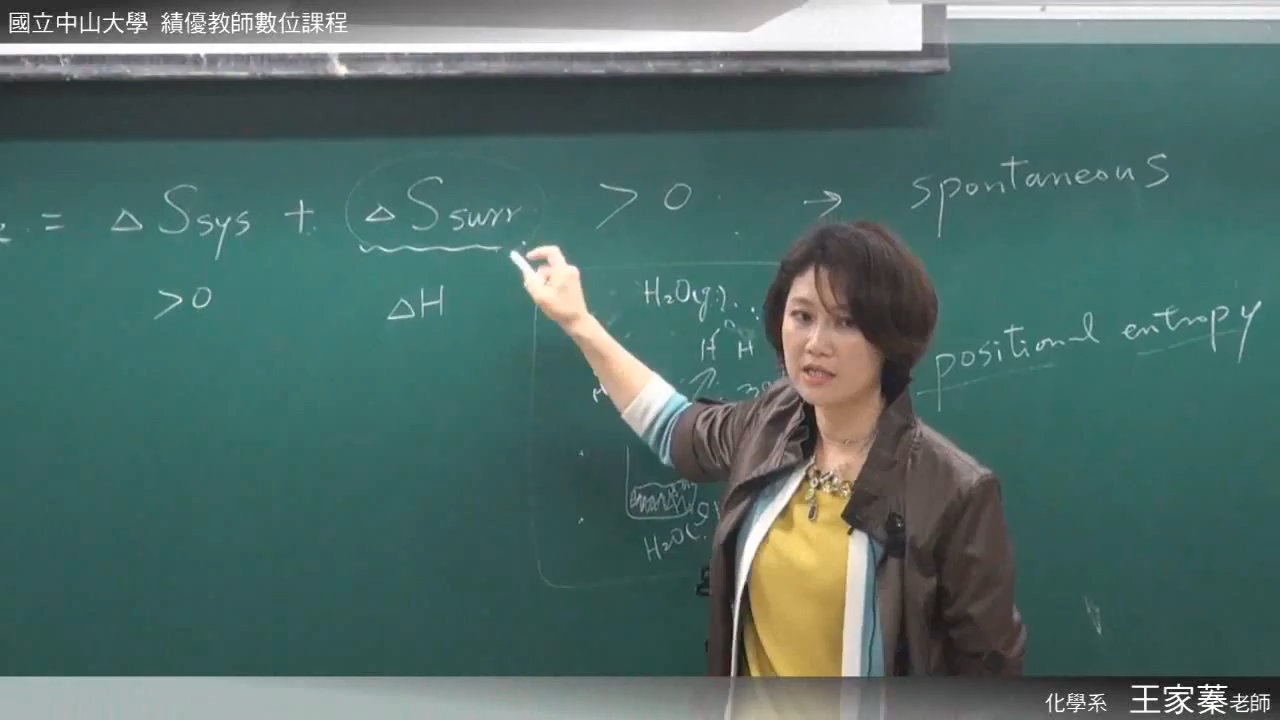 國立中山大學 績優教師數位課程
= △Ssys + △Ssurr > 0 → spontaneous
>0 △H
H₂O(g)
H H
positional entropy
H₂O(
化學系 王家蓁老師